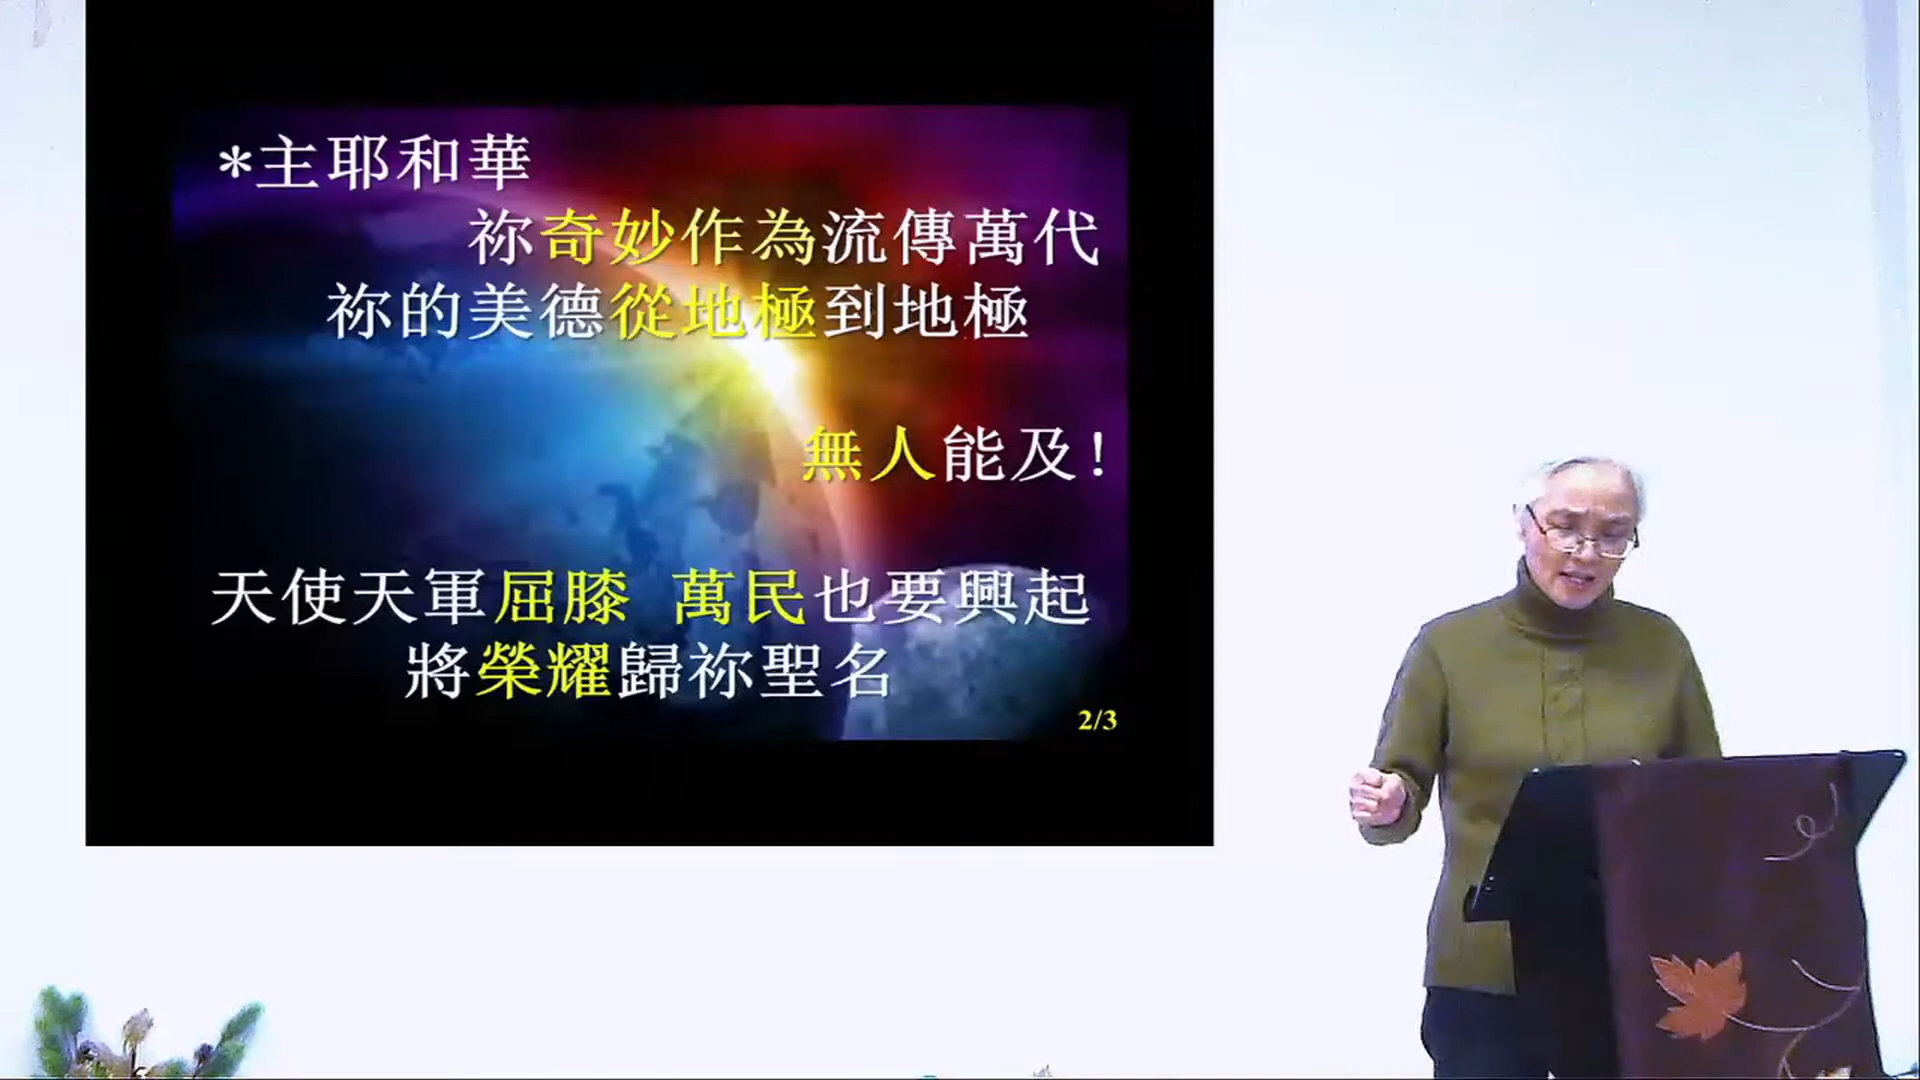 *主耶和華
祢奇妙作為流傳萬代
祢的美德從地極到地極
無人能及!
天使天軍屈膝 萬民也要興起
將榮耀歸祢聖名
2/3